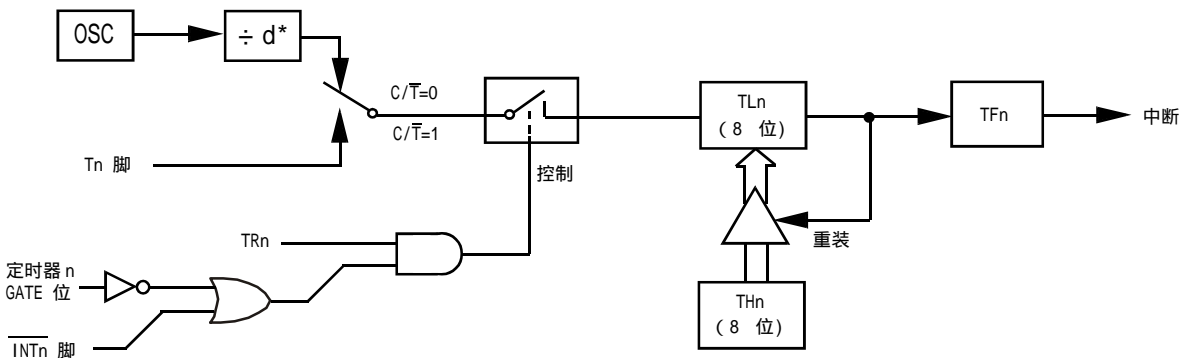 OSC
÷ d*
C/T̅=0
C/T̅=1
Tn 脚
控制
TLn
(8 位)
TFn
中断
重装
TRn
定时器 n
GATE 位
I̅N̅T̅n̅ 脚
THn
(8 位)